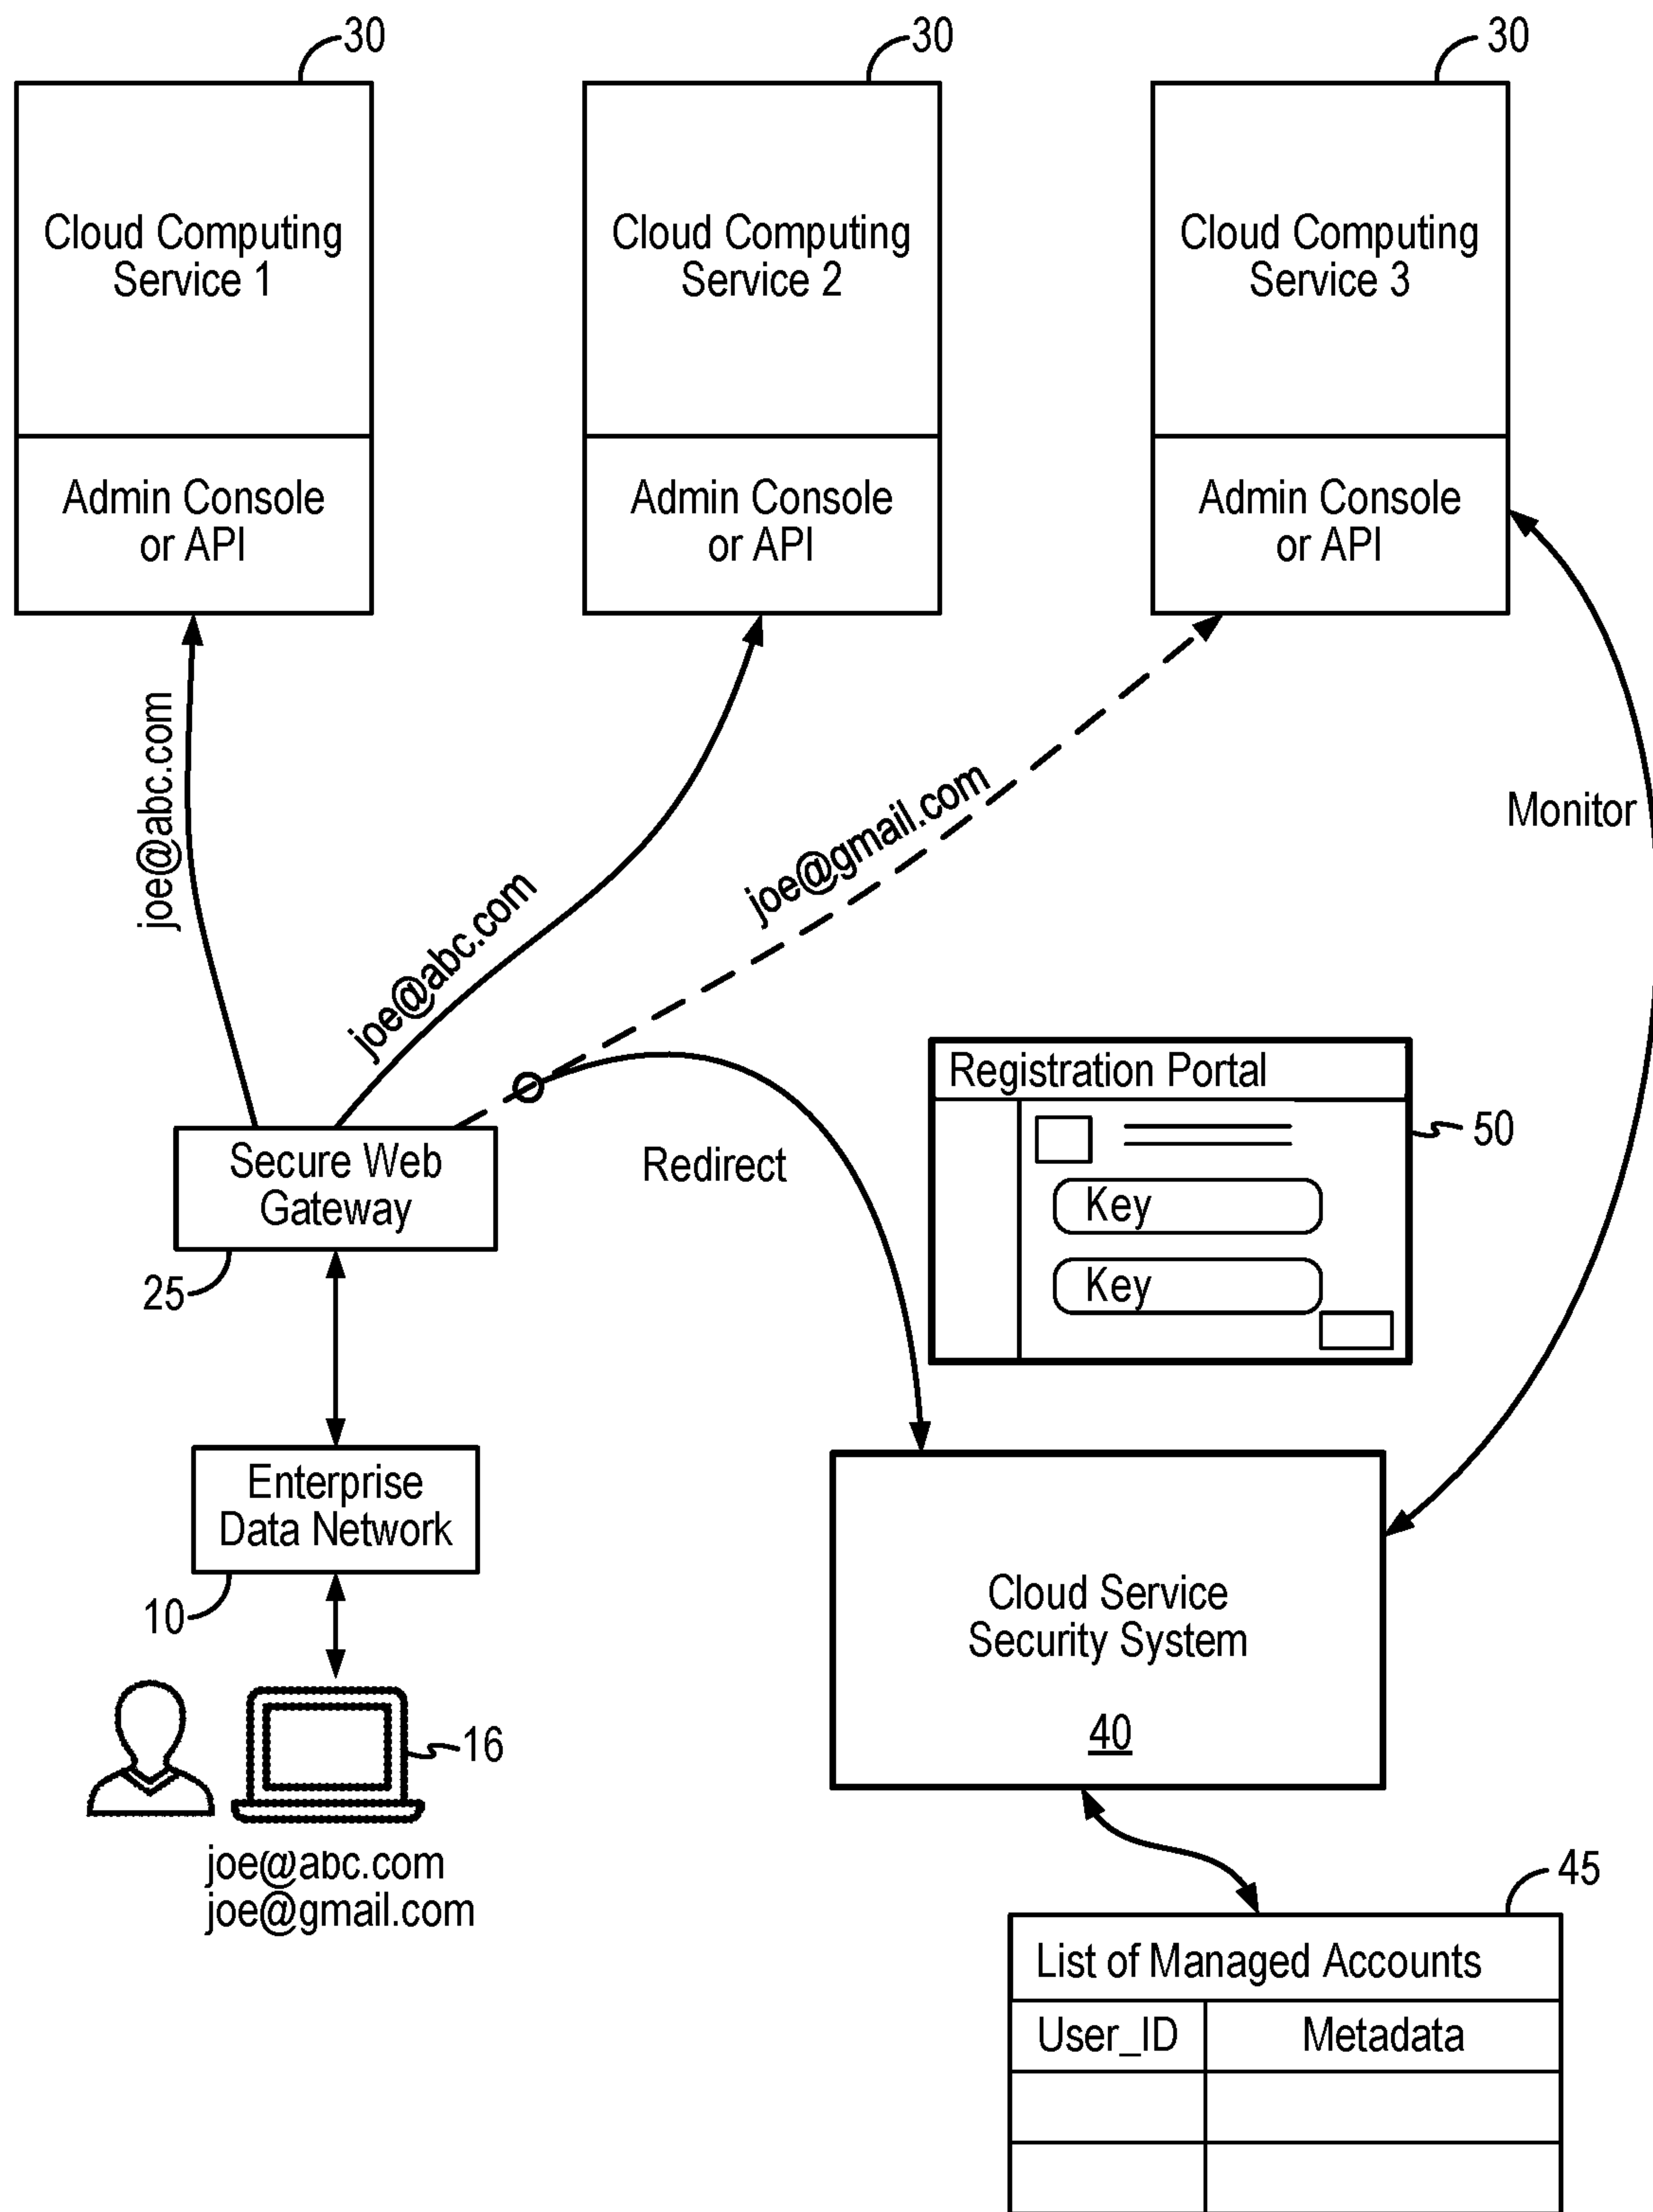 30
30
30
Cloud Computing
Service 1
Cloud Computing
Service 2
Cloud Computing
Service 3
Admin Console
or API
Admin Console
or API
Admin Console
or API
joe@abc.com
joe@abc.com
joe@gmail.com
Monitor
Registration Portal
50
Key
Key
Redirect
Secure Web
Gateway
25
Enterprise
Data Network
10
16
joe@abc.com
joe@gmail.com
Cloud Service
Security System
40
45
List of Managed Accounts
User_ID
Metadata